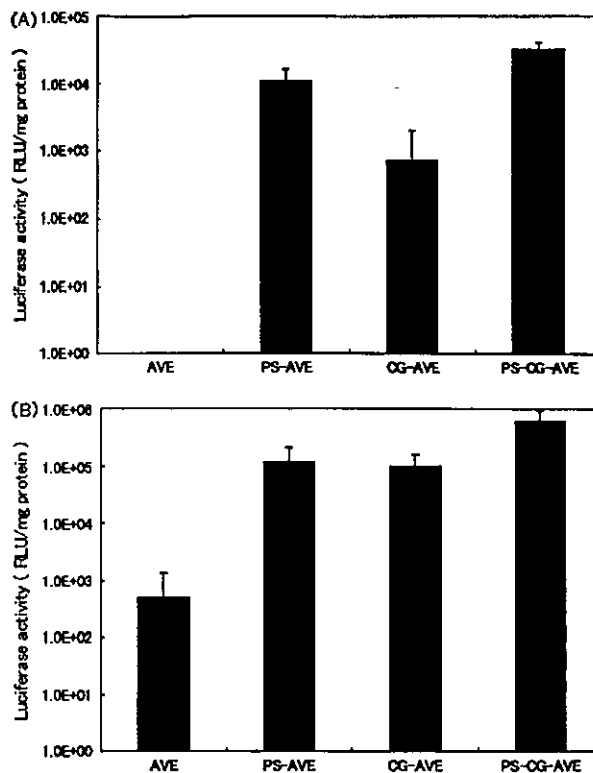 (A)
1.0E+05
1.0E+04
1.0E+03
1.0E+02
1.0E+01
1.0E+00
Luciferase activity ( RLU/mg protein )
AVE PS-AVE CG-AVE PS-CG-AVE
(B)
1.0E+06
1.0E+05
1.0E+04
1.0E+03
1.0E+02
1.0E+01
1.0E+00
Luciferase activity ( RLU/mg protein )
AVE PS-AVE CG-AVE PS-CG-AVE